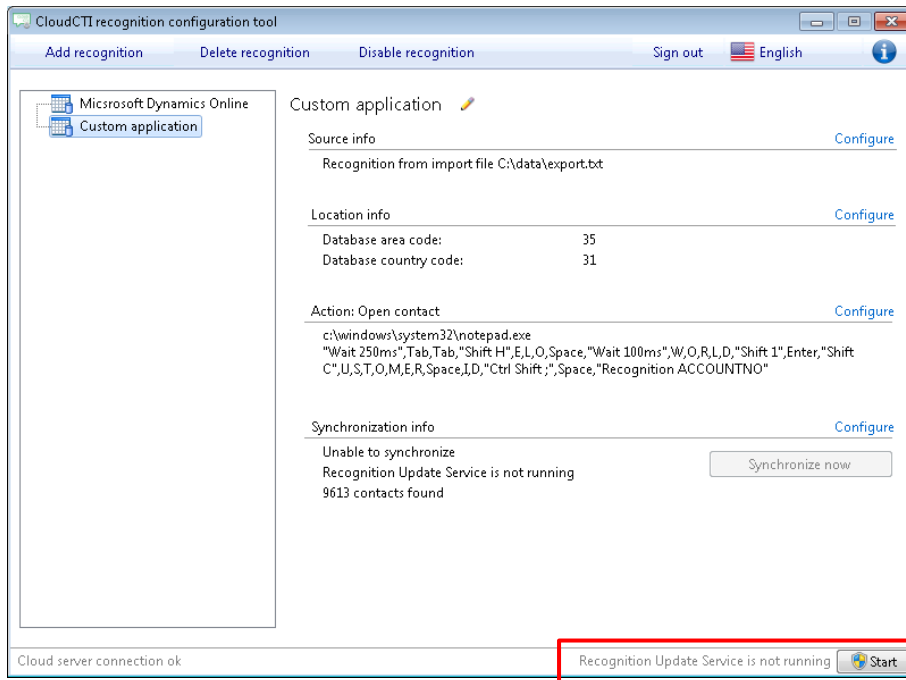 CloudCTI recognition configuration tool
Add recognition Delete recognition Disable recognition Sign out English
Micsrosoft Dynamics Online
Custom application
Custom application
Source info Configure
Recognition from import file C:\data\export.txt
Location info Configure
Database area code: 35
Database country code: 31
Action: Open contact Configure
c:\windows\system32\notepad.exe
"Wait 250ms",Tab,Tab,"Shift H",E,L,O,Space,"Wait 100ms",W,O,R,L,D,"Shift 1",Enter,"Shift
C",U,S,T,O,M,E,R,Space,I,D,"Ctrl Shift ;",Space,"Recognition ACCOUNTNO"
Synchronization info Configure
Unable to synchronize
Recognition Update Service is not running
Synchronize now
9613 contacts found
Cloud server connection ok Recognition Update Service is not running Start